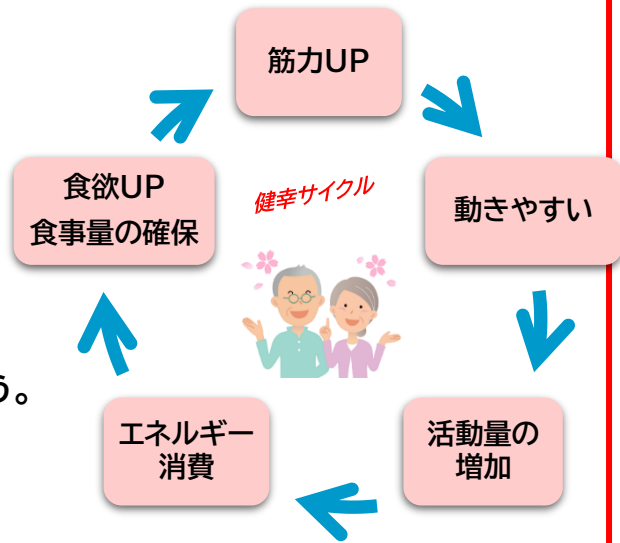 筋力UP
食欲UP
食事量の確保
健幸サイクル
動きやすい
う。
エネルギー
消費
活動量の
増加